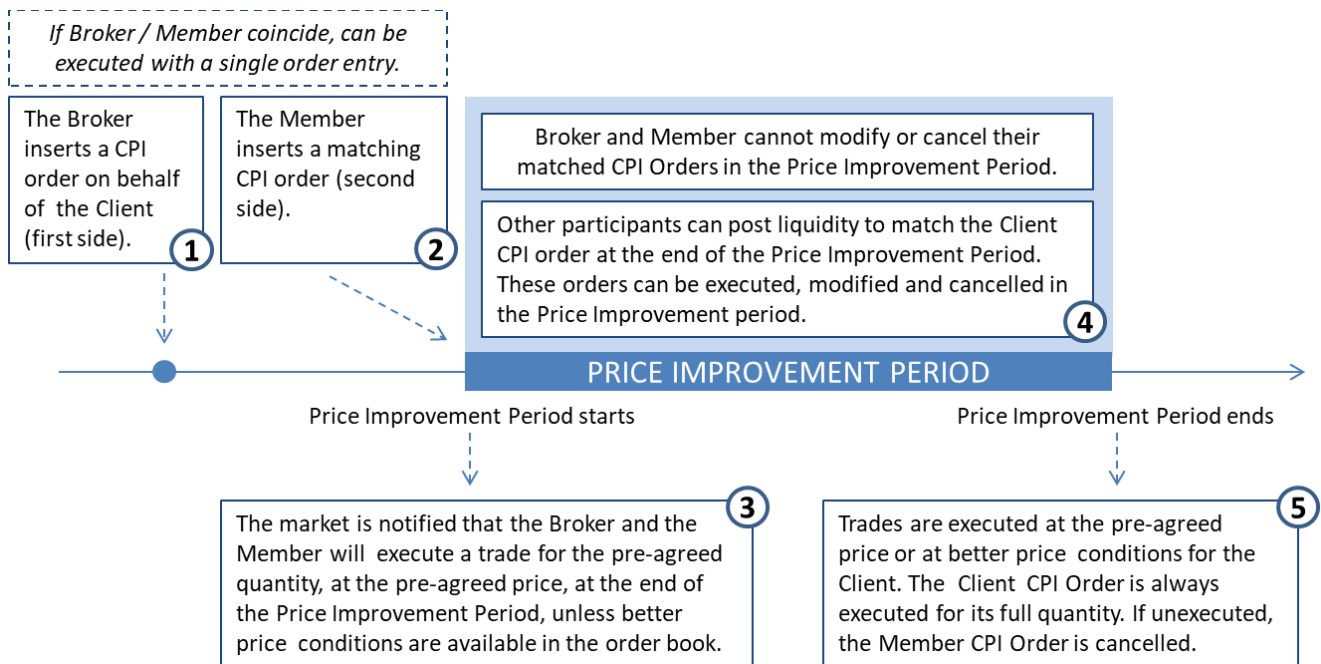 If Broker / Member coincide, can be
executed with a single order entry.
The Broker
inserts a CPI
order on behalf
of the Client
(first side).
1
The Member
inserts a matching
CPI order (second
side).
2
Broker and Member cannot modify or cancel their
matched CPI Orders in the Price Improvement Period.
Other participants can post liquidity to match the Client
CPI order at the end of the Price Improvement Period.
These orders can be executed, modified and cancelled in
the Price Improvement period.
4
PRICE IMPROVEMENT PERIOD
Price Improvement Period starts
Price Improvement Period ends
3
The market is notified that the Broker and the
Member will execute a trade for the pre-agreed
quantity, at the pre-agreed price, at the end of
the Price Improvement Period, unless better
price conditions are available in the order book.
5
Trades are executed at the pre-agreed
price or at better price conditions for the
Client. The Client CPI Order is always
executed for its full quantity. If unexecuted,
the Member CPI Order is cancelled.